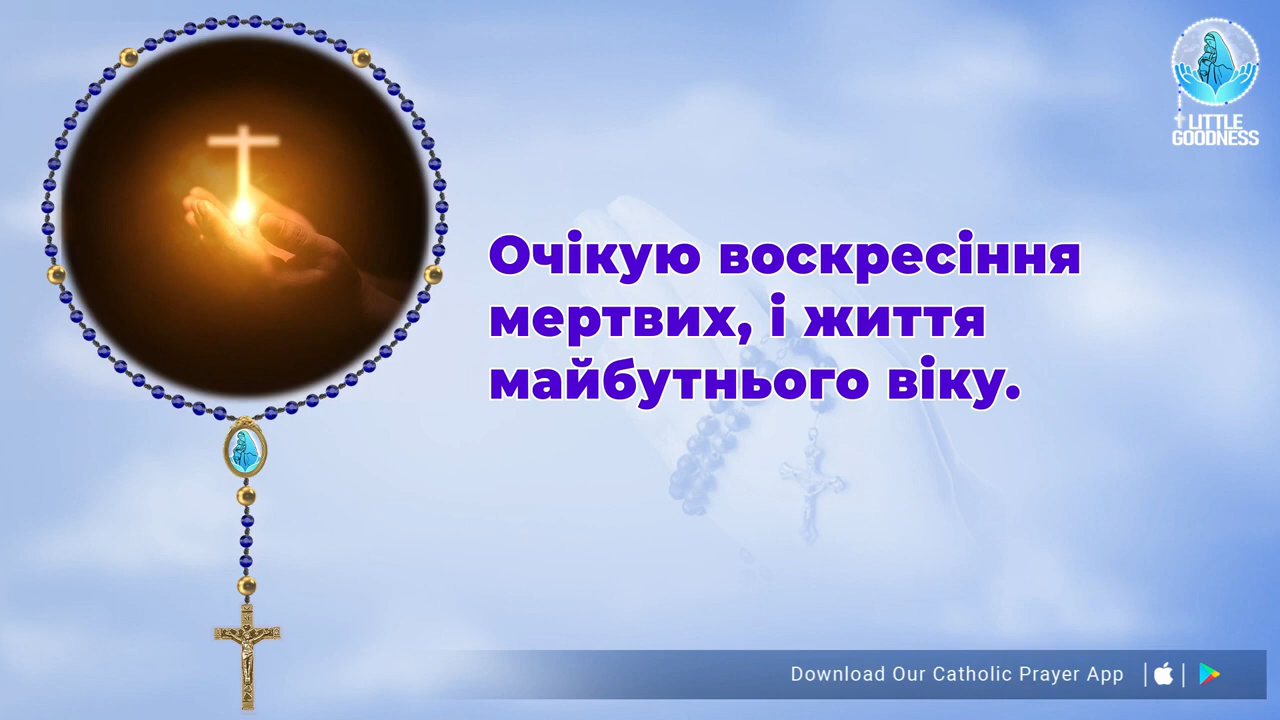 LITTLE
GOODNESS
Очікую воскресіння
мертвих, і життя
майбутнього віку.
Download Our Catholic Prayer App